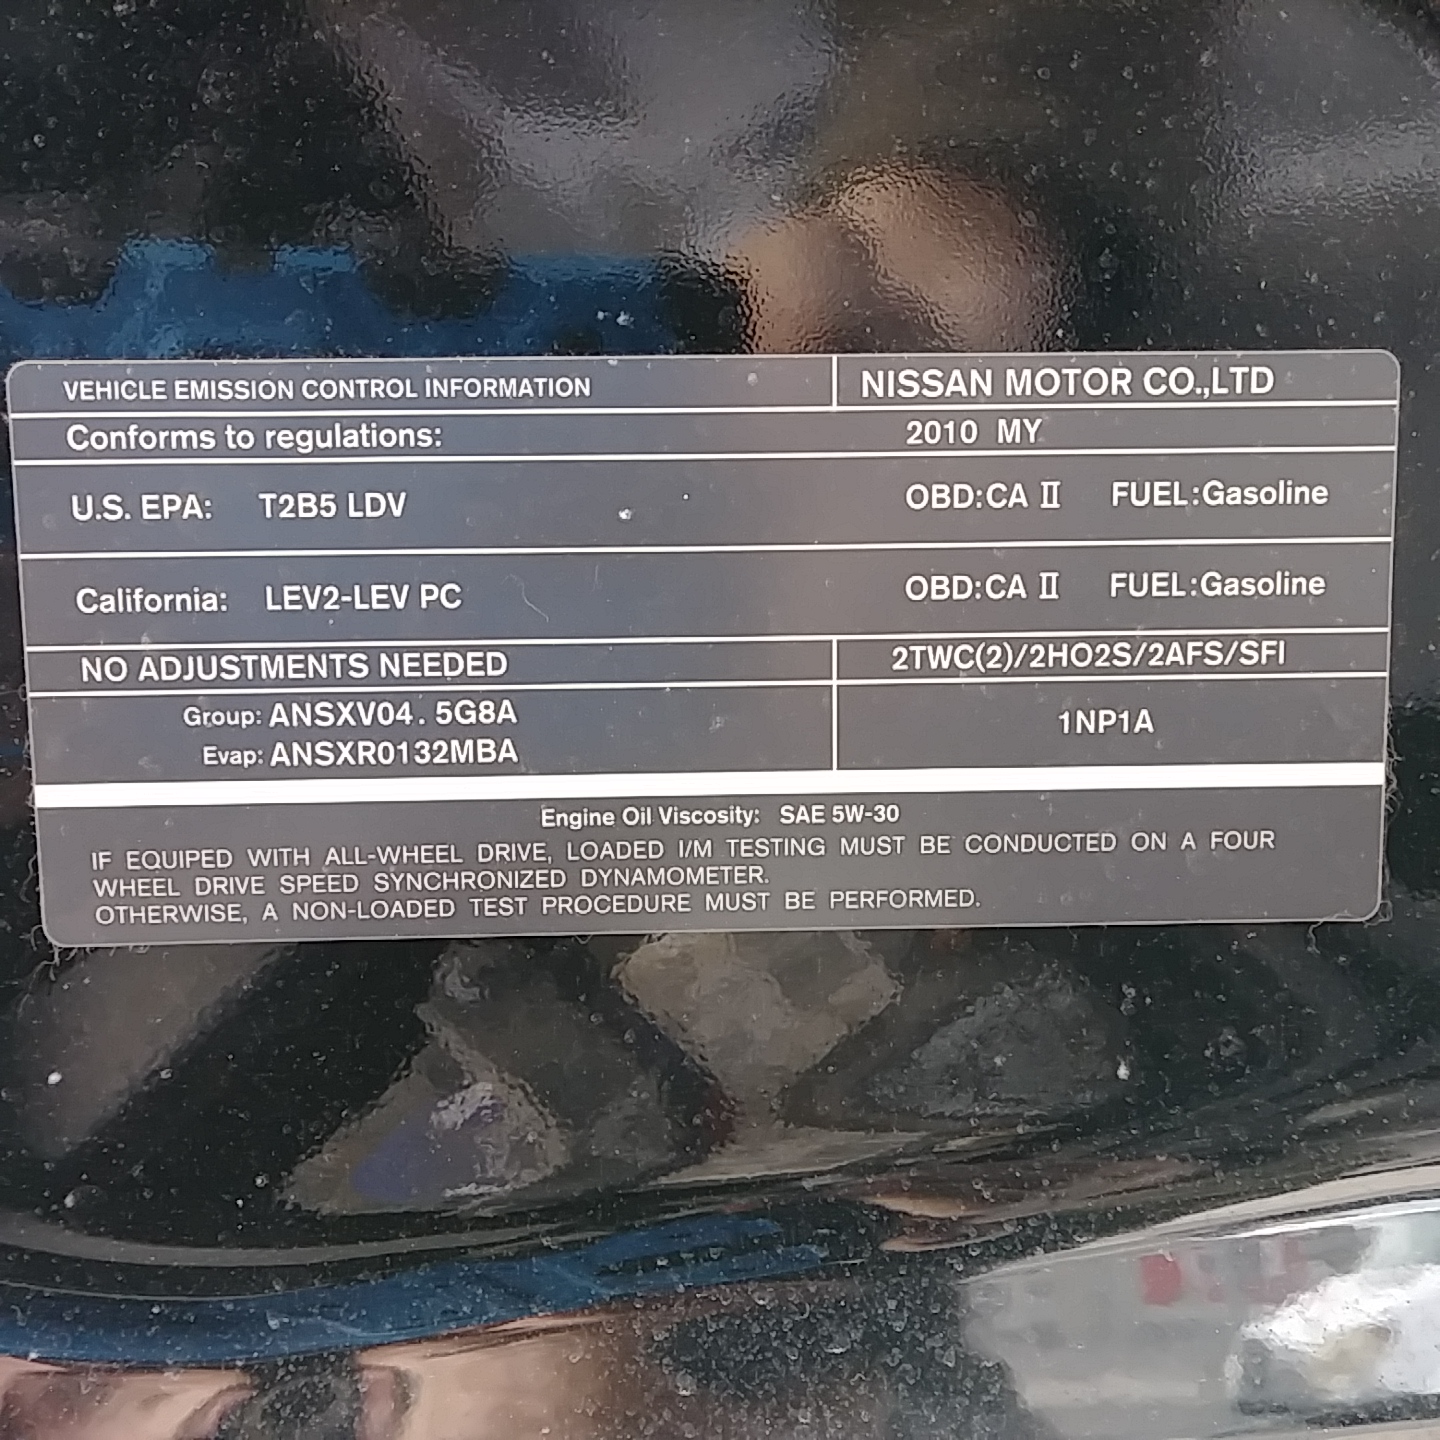 VEHICLE EMISSION CONTROL INFORMATION NISSAN MOTOR CO.,LTD
Conforms to regulations: 2010 MY
U.S. EPA: T2B5 LDV OBD:CA II FUEL:Gasoline
California: LEV2-LEV PC OBD:CA II FUEL:Gasoline
NO ADJUSTMENTS NEEDED 2TWC(2)/2HO2S/2AFS/SFI
Group: ANSXV04. 5G8A
Evap: ANSXR0132MBA
1NP1A
Engine Oil Viscosity: SAE 5W-30
IF EQUIPED WITH ALL-WHEEL DRIVE, LOADED I/M TESTING MUST BE CONDUCTED ON A FOUR
WHEEL DRIVE SPEED SYNCHRONIZED DYNAMOMETER.
OTHERWISE, A NON-LOADED TEST PROCEDURE MUST BE PERFORMED.